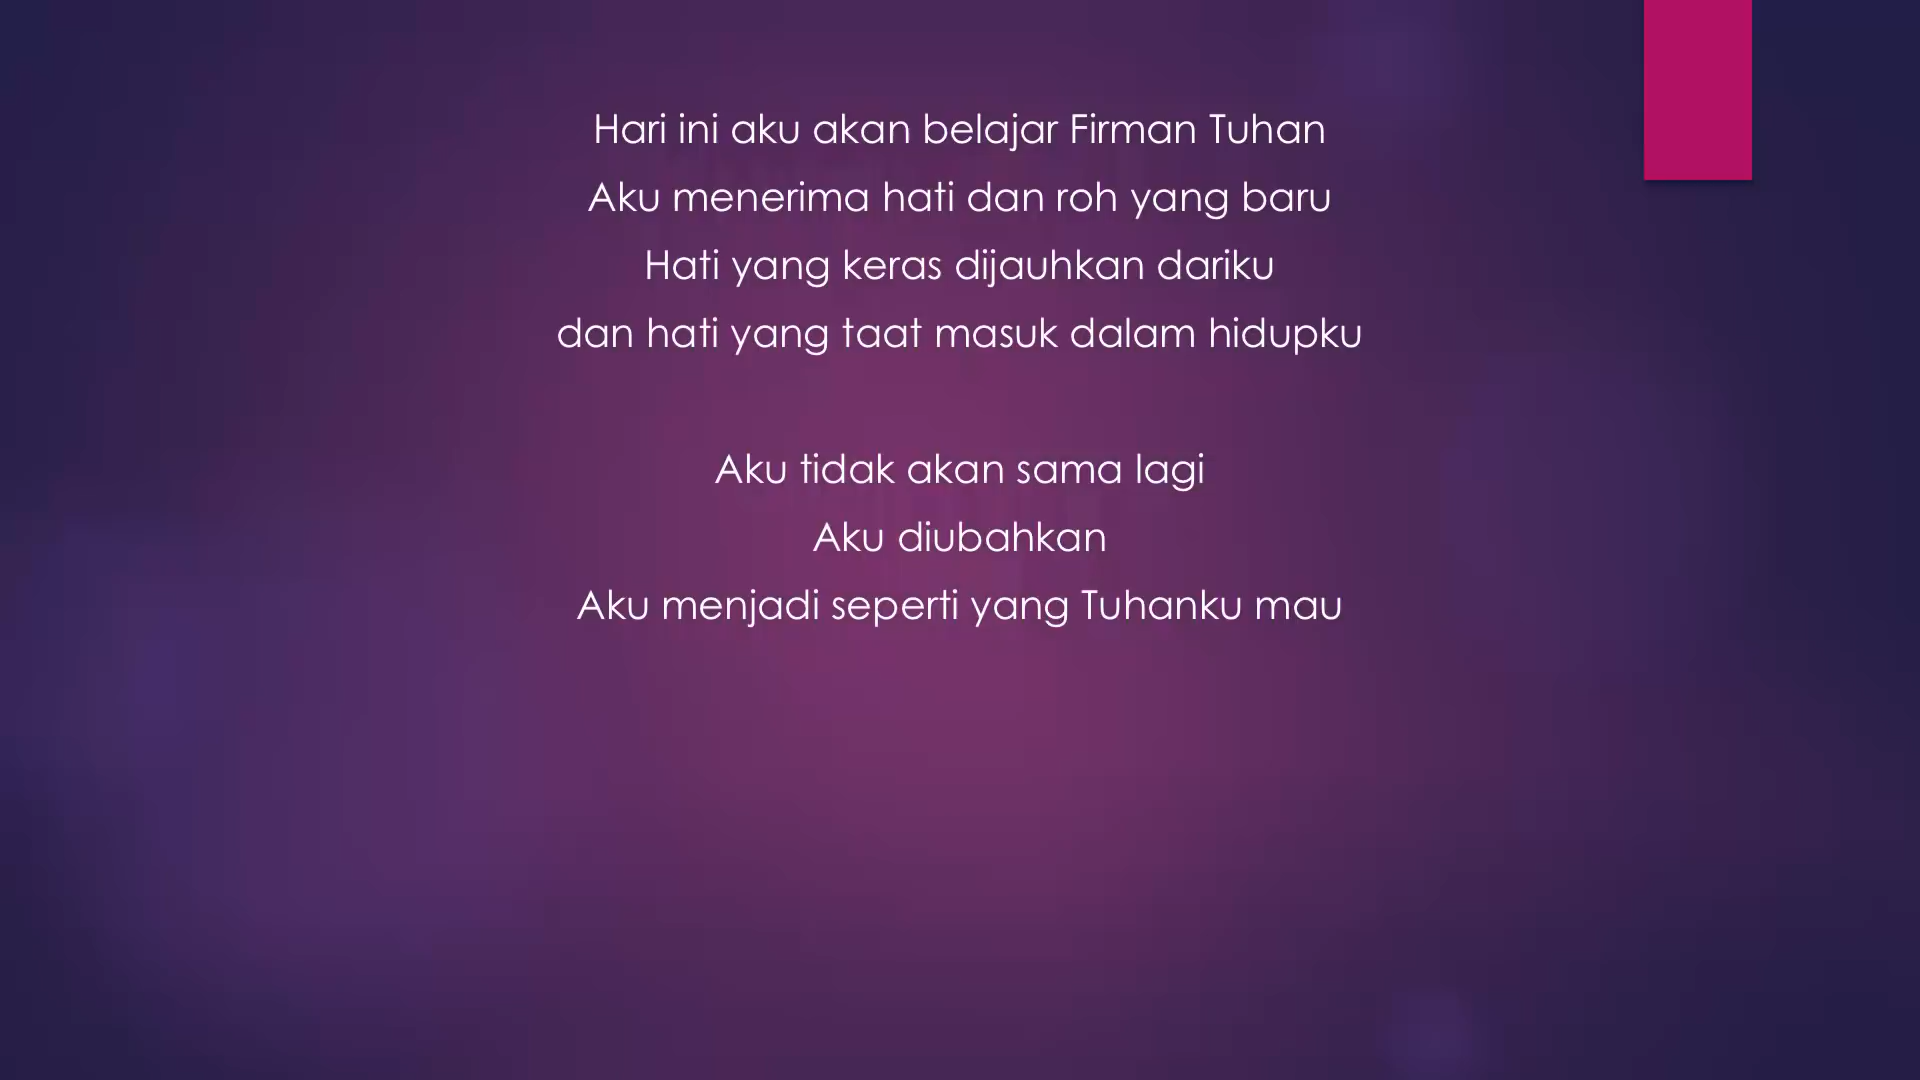 Hari ini aku akan belajar Firman Tuhan
Aku menerima hati dan roh yang baru
Hati yang keras dijauhkan dariku
dan hati yang taat masuk dalam hidupku
Aku tidak akan sama lagi
Aku diubahkan
Aku menjadi seperti yang Tuhanku mau